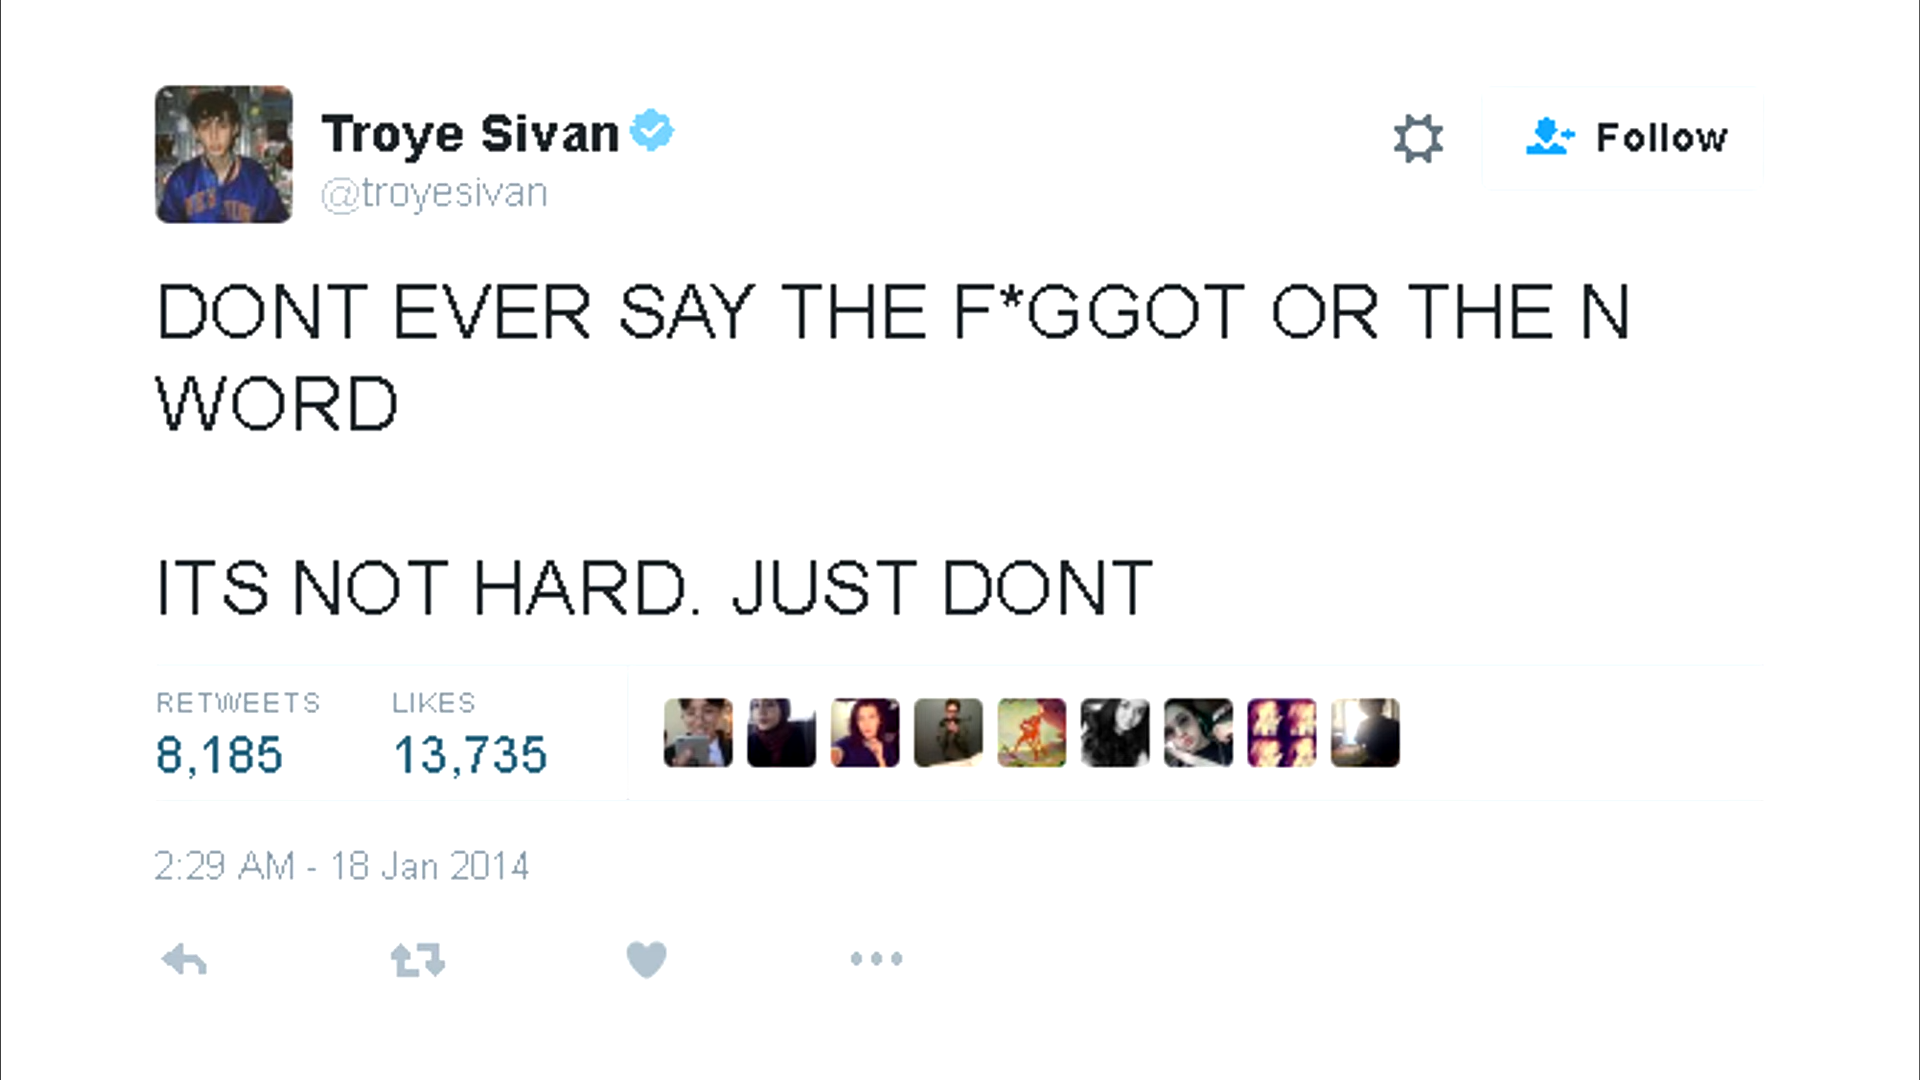 Troye Sivan
@troyesivan
Follow
DONT EVER SAY THE F*GGOT OR THE N
WORD
ITS NOT HARD. JUST DONT
RETWEETS LIKES
8,185 13,735
2:29 AM - 18 Jan 2014